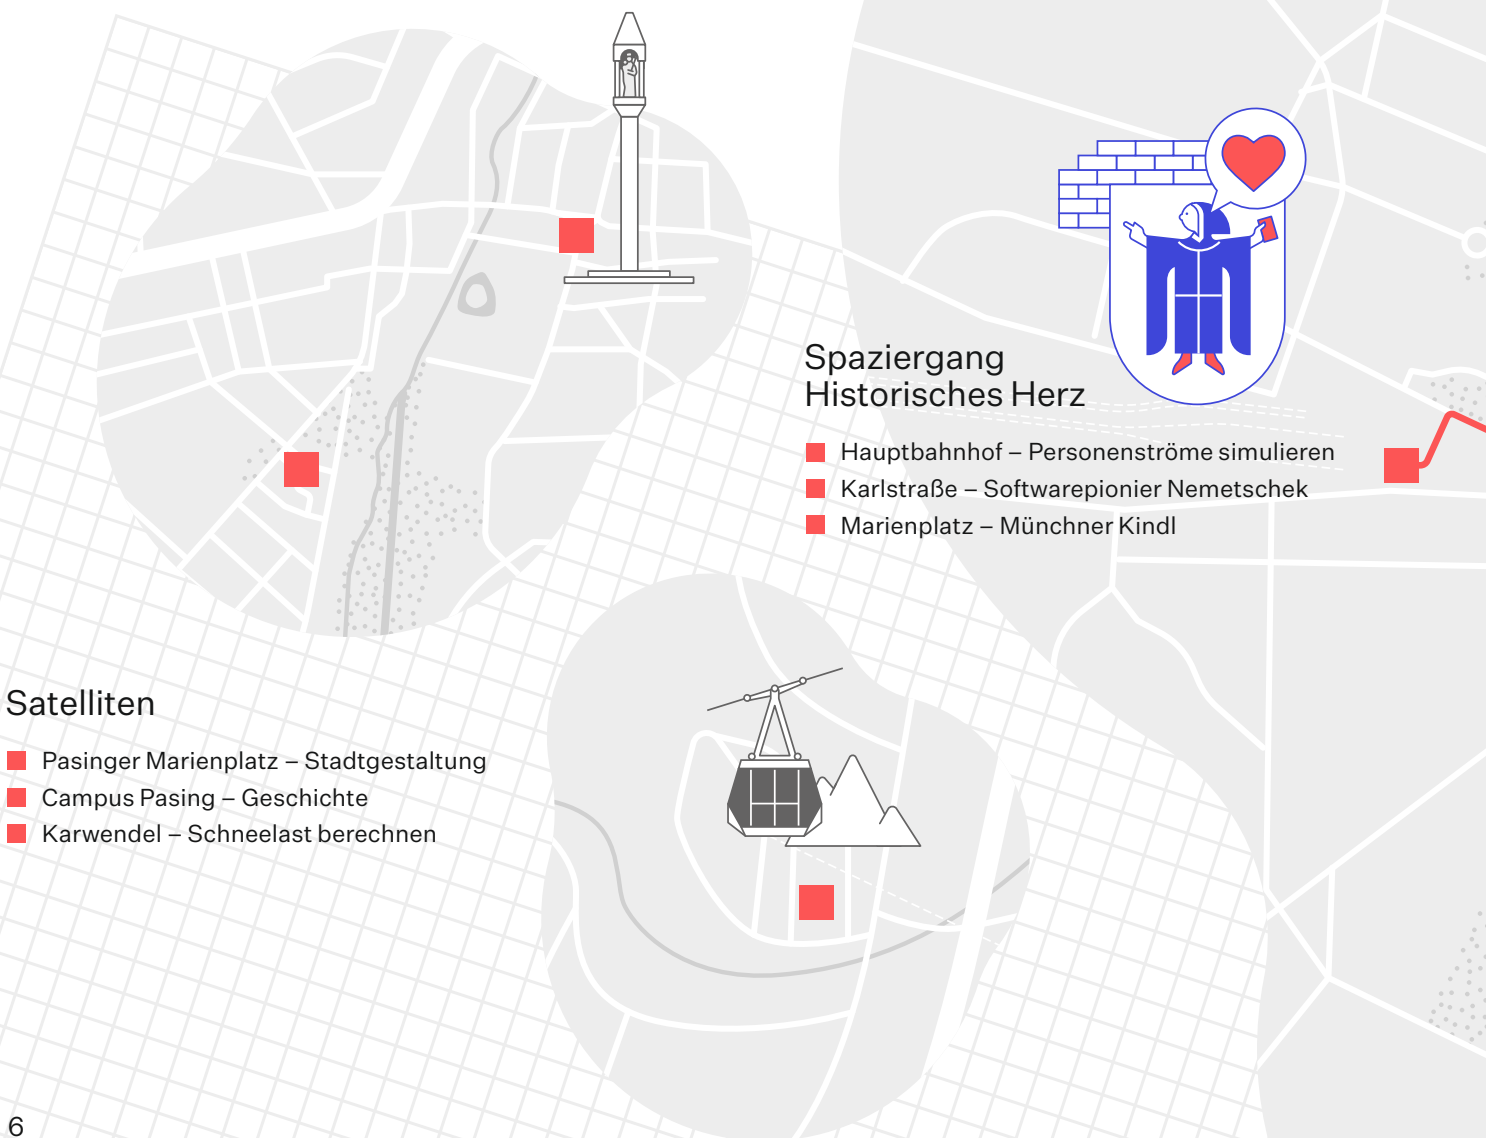 Spaziergang
Historisches Herz
Hauptbahnhof – Personenströme simulieren
Karlstraße – Softwarepionier Nemetschek
Marienplatz – Münchner Kindl
Satelliten
Pasinger Marienplatz – Stadtgestaltung
Campus Pasing – Geschichte
Karwendel – Schneelast berechnen
6